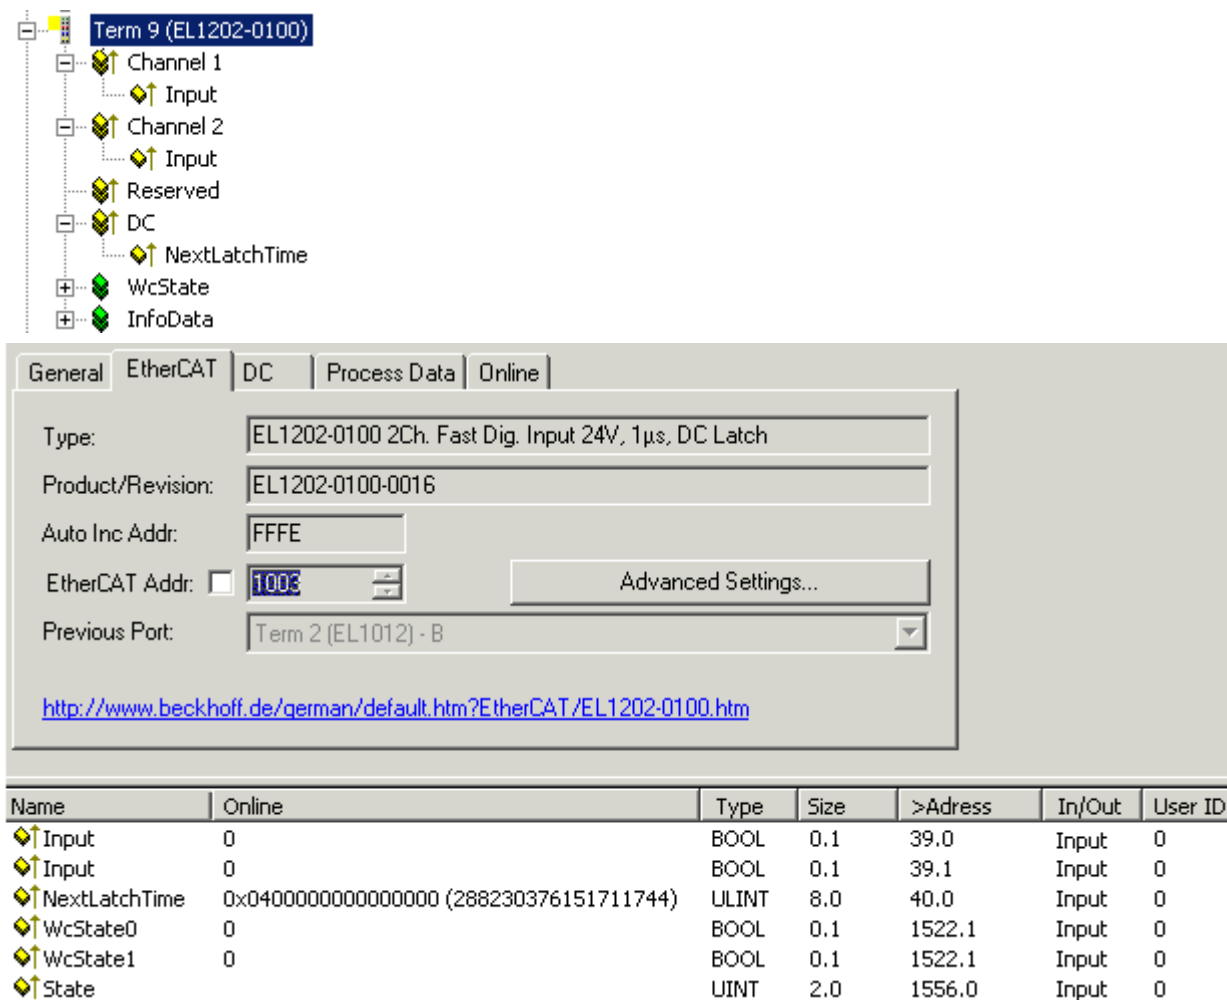 Term 9 (EL1202-0100)
Channel 1
Input
Channel 2
Input
Reserved
DC
NextLatchTime
WcState
InfoData
General EtherCAT DC Process Data Online
Type: EL1202-0100 2Ch. Fast Dig. Input 24V, 1µs, DC Latch
Product/Revision: EL1202-0100-0016
Auto Inc Addr: FFFE
EtherCAT Addr: 1003 Advanced Settings...
Previous Port: Term 2 (EL1012) - B
http://www.beckhoff.de/german/default.htm?EtherCAT/EL1202-0100.htm
Name Online Type Size >Adress In/Out User ID
Input 0 BOOL 0.1 39.0 Input 0
Input 0 BOOL 0.1 39.1 Input 0
NextLatchTime 0x0400000000000000 (288230376151711744) ULINT 8.0 40.0 Input 0
WcState0 0 BOOL 0.1 1522.1 Input 0
WcState1 0 BOOL 0.1 1522.1 Input 0
State UINT 2.0 1556.0 Input 0